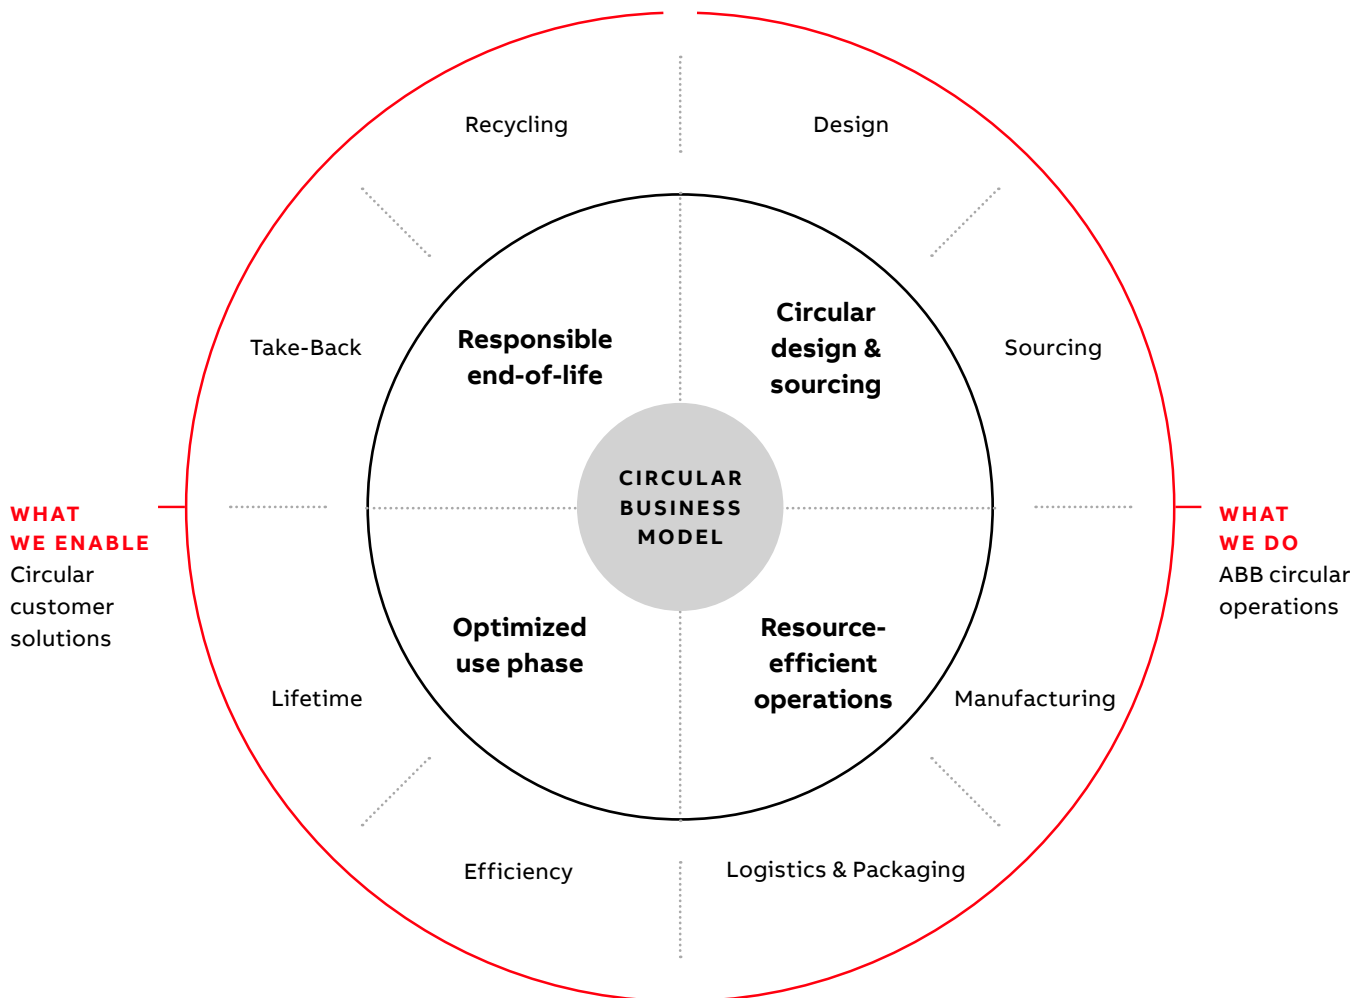 Recycling
Design
Take-Back
Sourcing
Responsible
end-of-life
Circular
design &
sourcing
CIRCULAR
BUSINESS
MODEL
WHAT
WE ENABLE
Circular
customer
solutions
WHAT
WE DO
ABB circular
operations
Optimized
use phase
Resource-
efficient
operations
Lifetime
Manufacturing
Efficiency
Logistics & Packaging